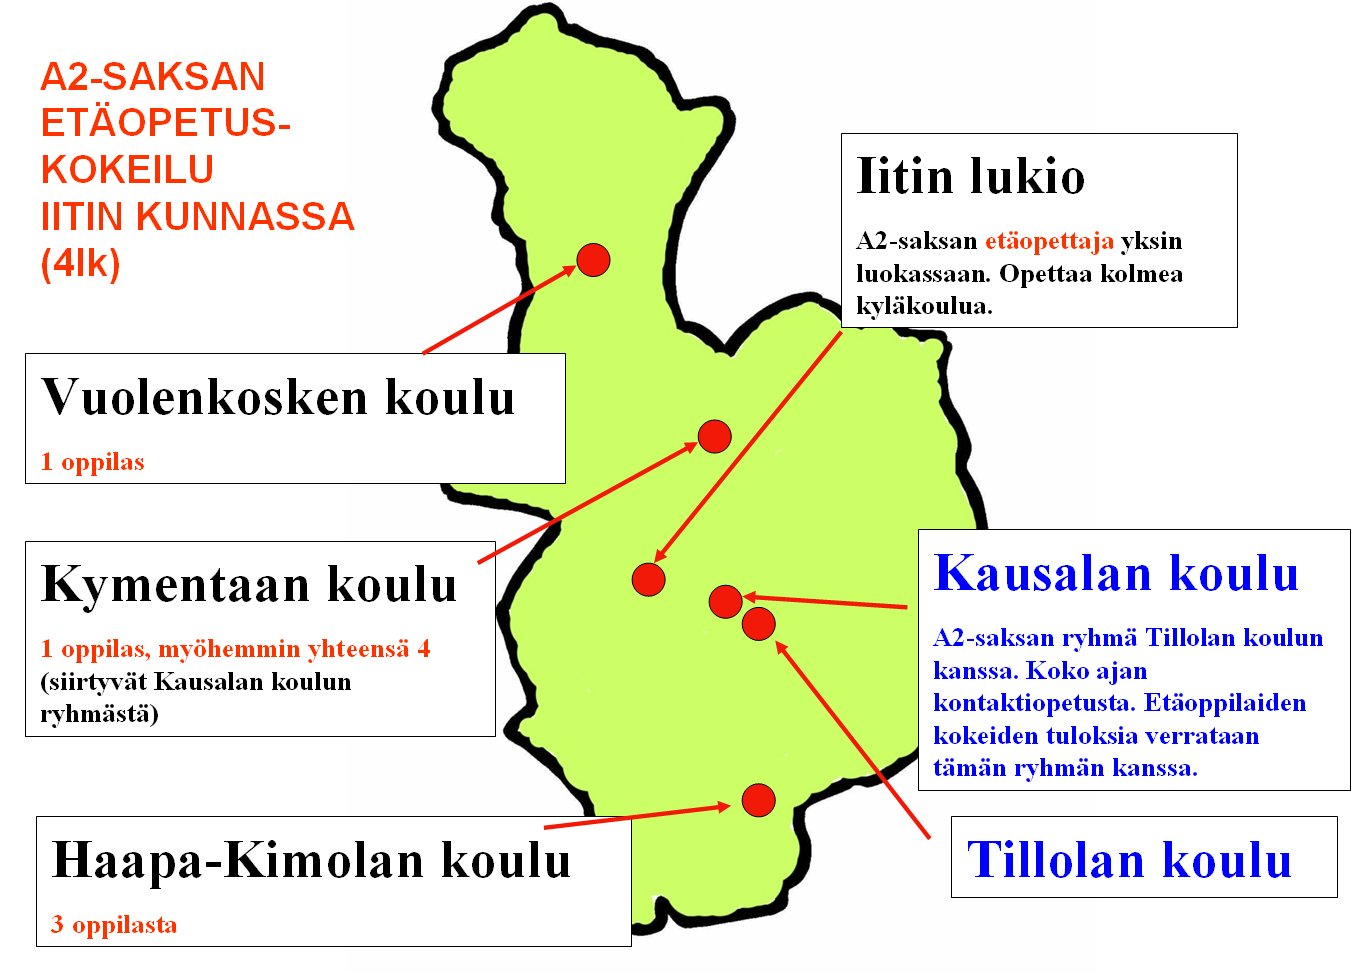 A2-SAKSAN
ETÄOPETUS-
KOKEILU
IITIN KUNNASSA
(4lk)
Iitin lukio
A2-saksan etäopettaja yksin
luokassaan. Opettaa kolmea
kyläkoulua.
Vuolenkosken koulu
1 oppilas
Kymentaan koulu
1 oppilas, myöhemmin yhteensä 4
(siirtyvät Kausalan koulun
ryhmästä)
Kausalan koulu
A2-saksan ryhmä Tillolan koulun
kanssa. Koko ajan
kontaktiopetusta. Etäoppilaiden
kokeiden tuloksia verrataan
tämän ryhmän kanssa.
Haapa-Kimolan koulu
3 oppilasta
Tillolan koulu